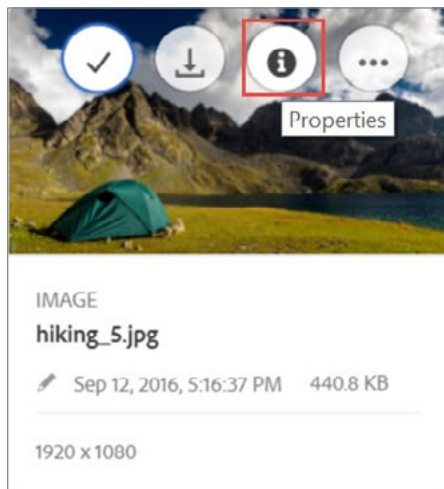 Properties
IMAGE
hiking_5.jpg
Sep 12, 2016, 5:16:37 PM 440.8 KB
1920 x 1080